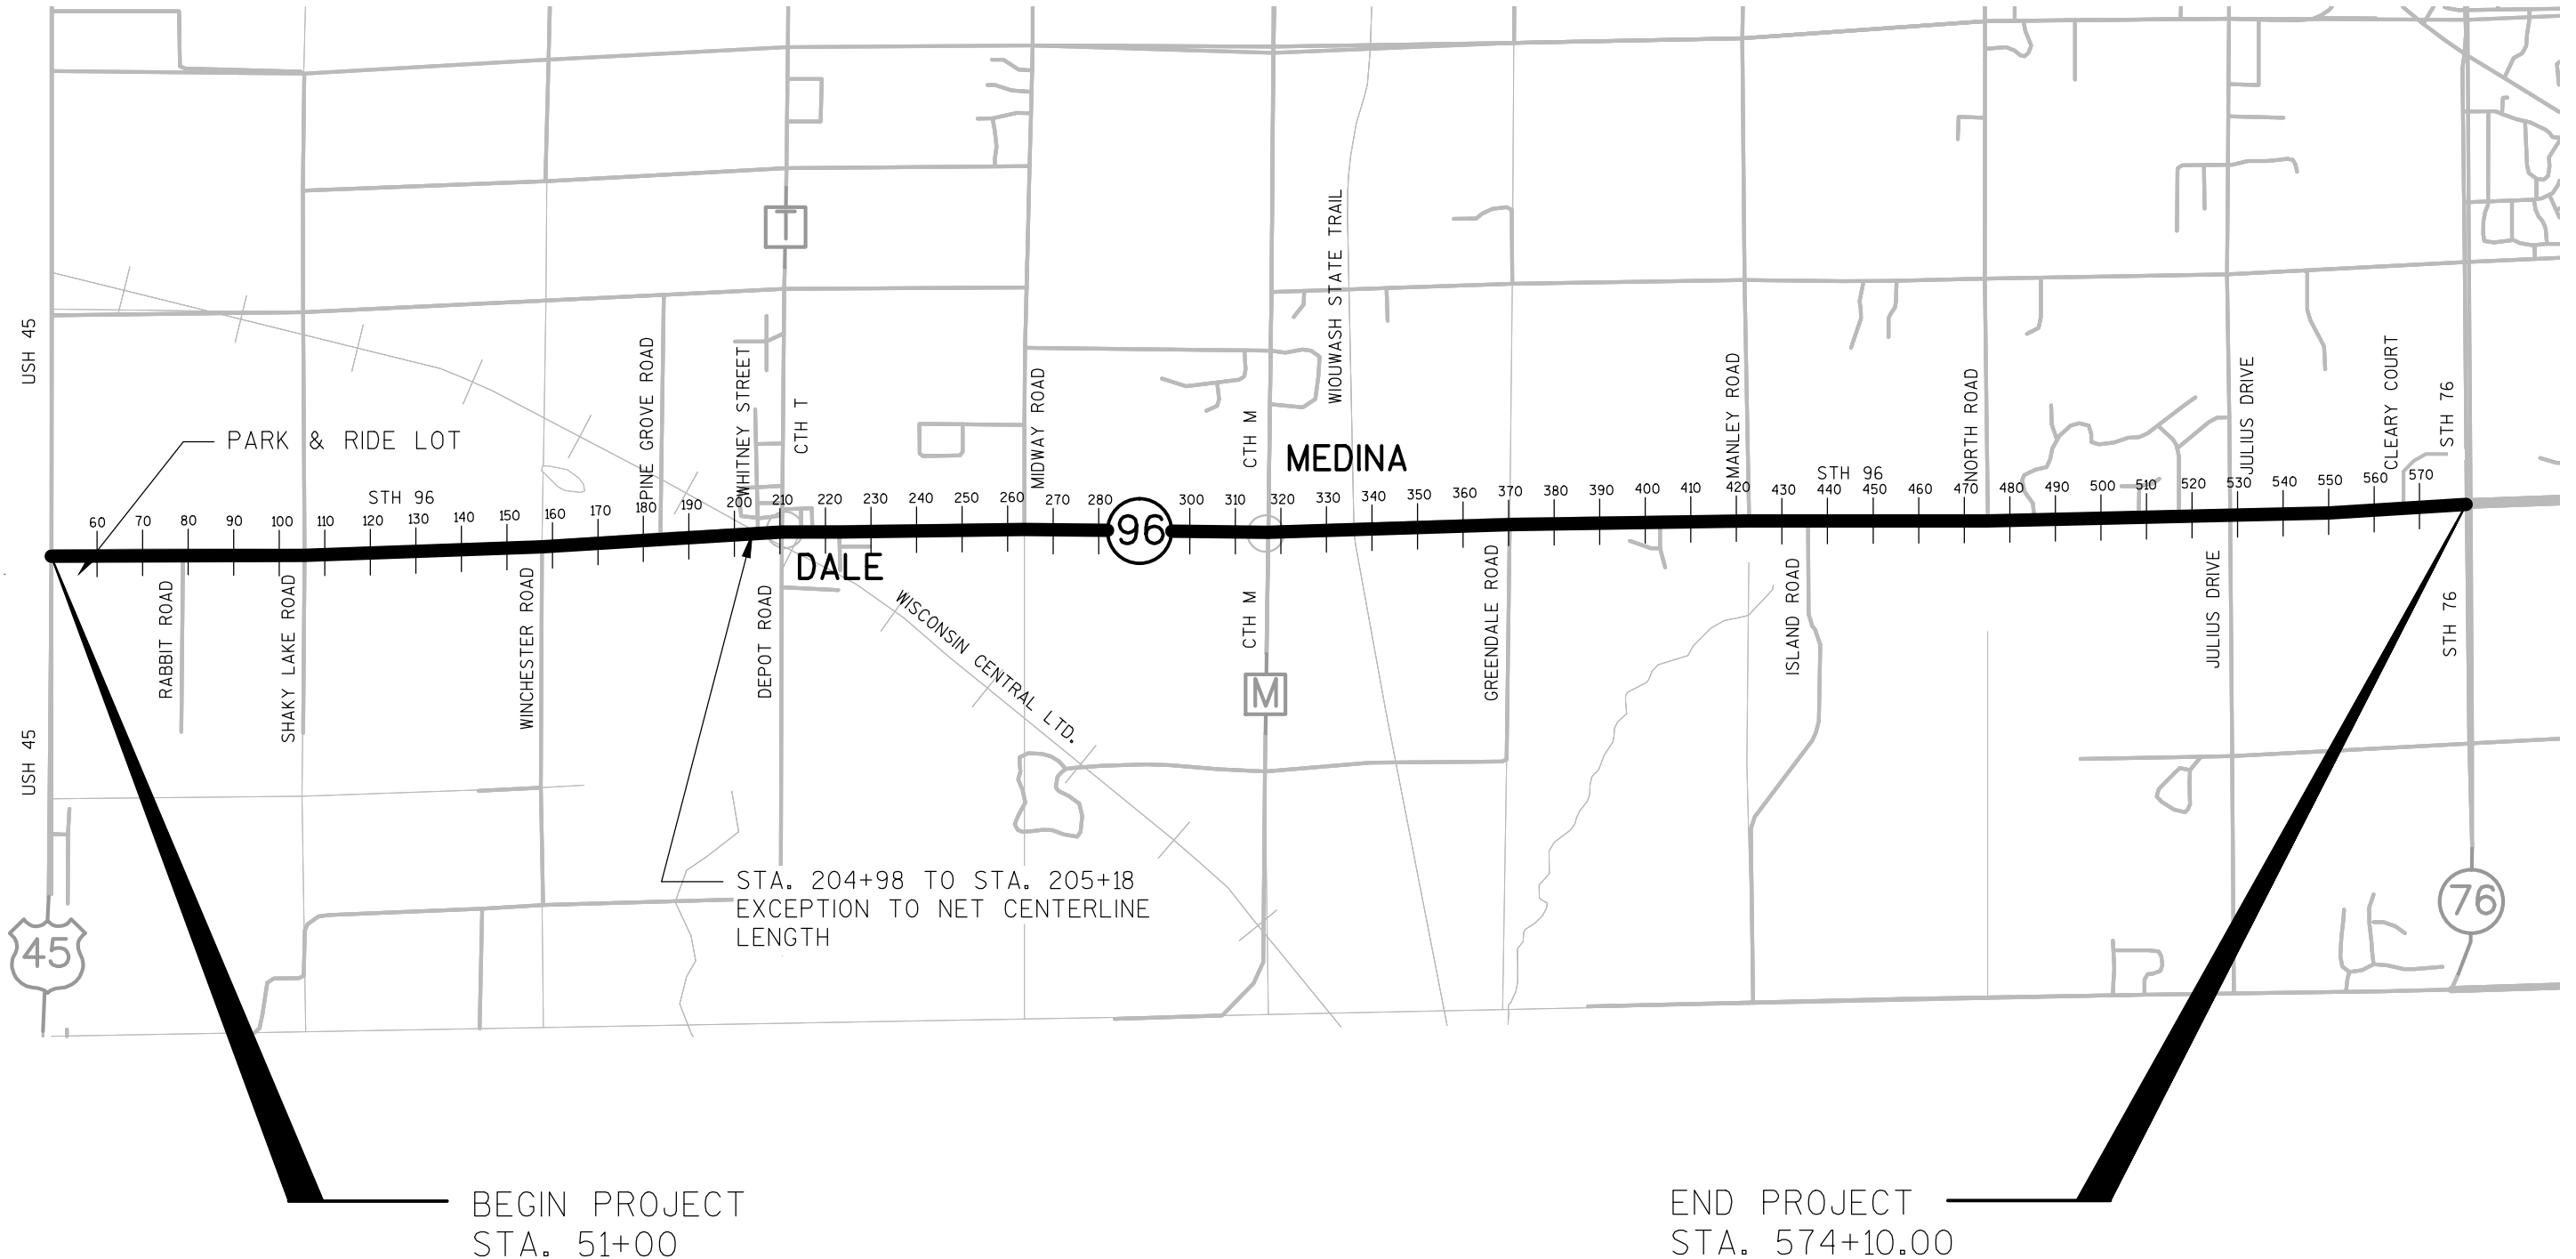 USH 45
PARK & RIDE LOT
STH 96
PINE GROVE ROAD
WHITNEY STREET
CTH T
T
MIDWAY ROAD
CTH M
MEDINA
WIOUWASH STATE TRAIL
MANLEY ROAD
STH 96
NORTH ROAD
JULIUS DRIVE
CLEARY COURT
STH 76
60 70 80 90 100 110 120 130 140 150 160 170 180 190 200 210 220 230 240 250 260 270 280 300 310 320 330 340 350 360 370 380 390 400 410 420 430 440 450 460 470 480 490 500 510 520 530 540 550 560 570
96
DALE
RABBIT ROAD
SHAKY LAKE ROAD
WINCHESTER ROAD
DEPOT ROAD
WISCONSIN CENTRAL LTD.
CTH M
M
GREENDALE ROAD
ISLAND ROAD
JULIUS DRIVE
STH 76
USH 45
45
STA. 204+98 TO STA. 205+18
EXCEPTION TO NET CENTERLINE
LENGTH
76
BEGIN PROJECT
STA. 51+00
END PROJECT
STA. 574+10.00